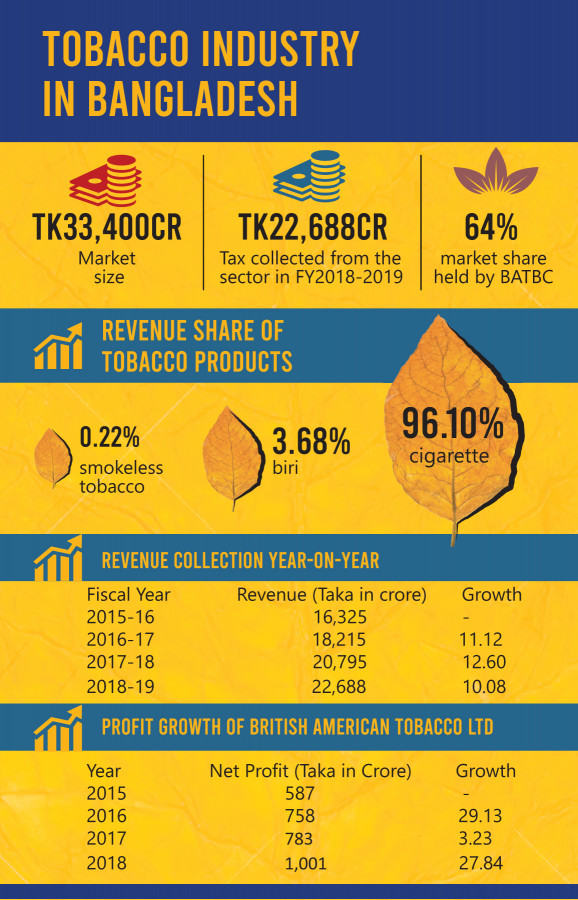 TOBACCO INDUSTRY
IN BANGLADESH
TK33,400CR
Market
size
TK22,688CR
Tax collected from the
sector in FY2018-2019
64%
market share
held by BATBC
REVENUE SHARE OF
TOBACCO PRODUCTS
0.22%
smokeless
tobacco
3.68%
biri
96.10%
cigarette
REVENUE COLLECTION YEAR-ON-YEAR
Fiscal Year Revenue (Taka in crore) Growth
2015-16 16,325 -
2016-17 18,215 11.12
2017-18 20,795 12.60
2018-19 22,688 10.08
PROFIT GROWTH OF BRITISH AMERICAN TOBACCO LTD
Year Net Profit (Taka in Crore) Growth
2015 587 -
2016 758 29.13
2017 783 3.23
2018 1,001 27.84